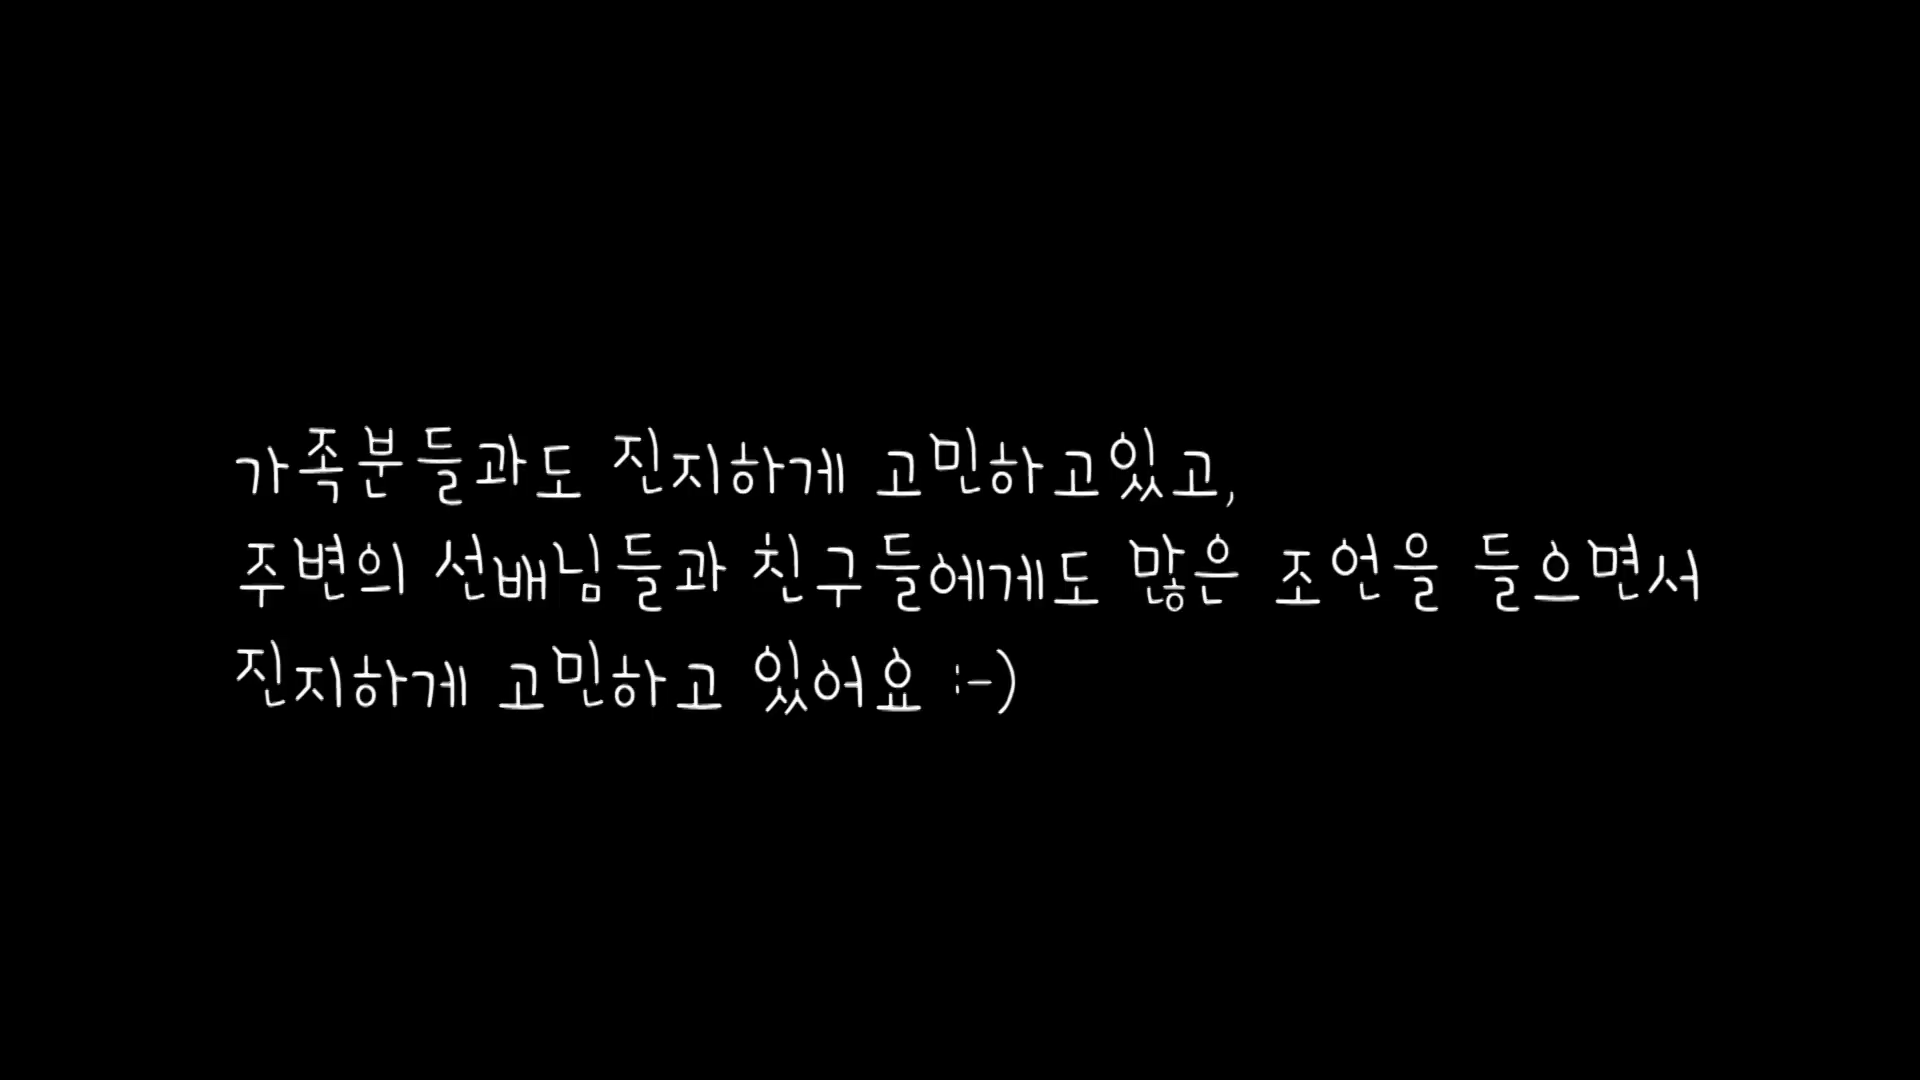 가족분들과도 진지하게 고민하고있고,
주변의 선배님들과 친구들에게도 많은 조언을 들으면서
진지하게 고민하고 있어요 :-)